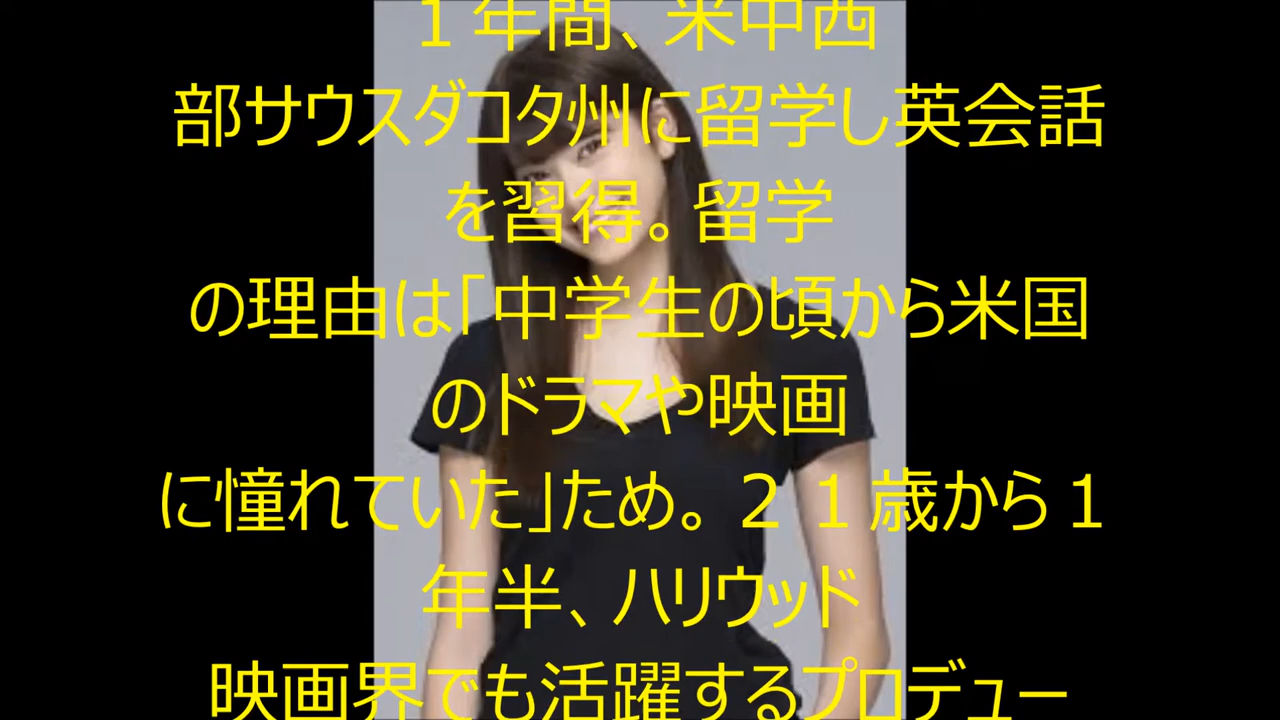 １年間、米中西
部サウスダコタ州に留学し英会話
を習得。留学
の理由は「中学生の頃から米国
のドラマや映画
に憧れていた」ため。２１歳から１
年半、ハリウッド
映画界でも活躍するプロデュー